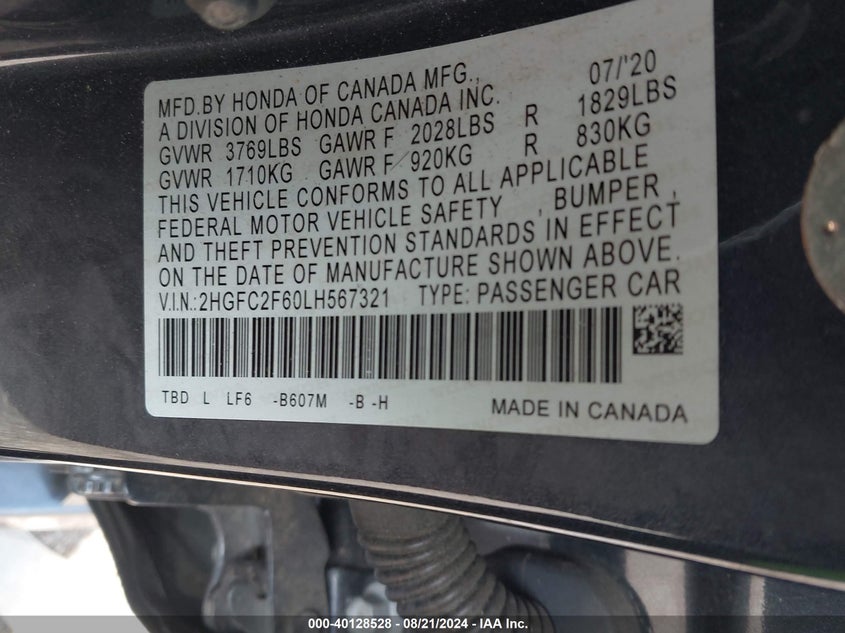 MFD.BY HONDA OF CANADA MFG., 07/'20
A DIVISION OF HONDA CANADA INC.
GVWR 3769LBS GAWR F 2028LBS R 1829LBS
GVWR 1710KG GAWR F 920KG R 830KG
THIS VEHICLE CONFORMS TO ALL APPLICABLE
FEDERAL MOTOR VEHICLE SAFETY , BUMPER ,
AND THEFT PREVENTION STANDARDS IN EFFECT
ON THE DATE OF MANUFACTURE SHOWN ABOVE.
V.I.N.:2HGFC2F60LH567321 TYPE: PASSENGER CAR
TBD L LF6 -B607M -B -H
MADE IN CANADA
000-40128528 - 08/21/2024 - IAA Inc.